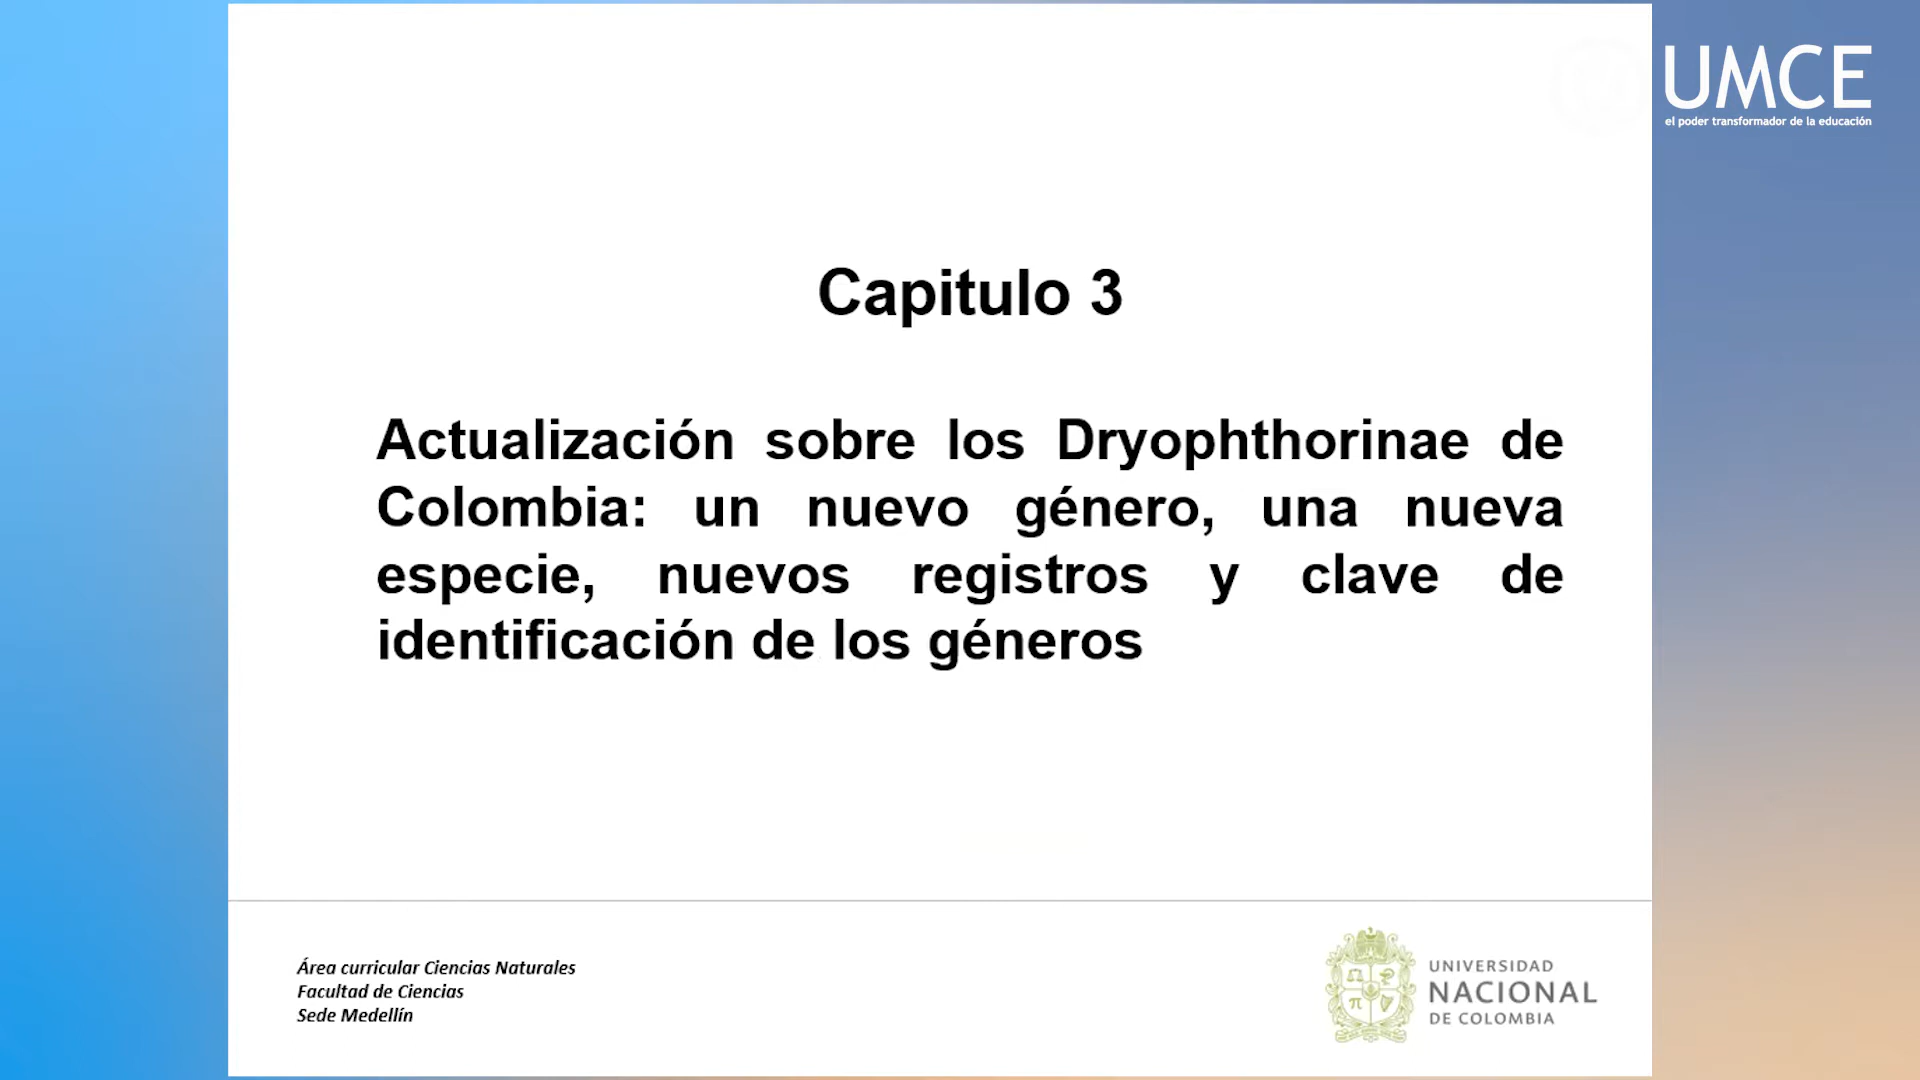 UMCE
el poder transformador de la educación
Capitulo 3
Actualización sobre los Dryophthorinae de
Colombia: un nuevo género, una nueva
especie, nuevos registros y clave de
identificación de los géneros
Área curricular Ciencias Naturales
Facultad de Ciencias
Sede Medellín
UNIVERSIDAD
NACIONAL
DE COLOMBIA